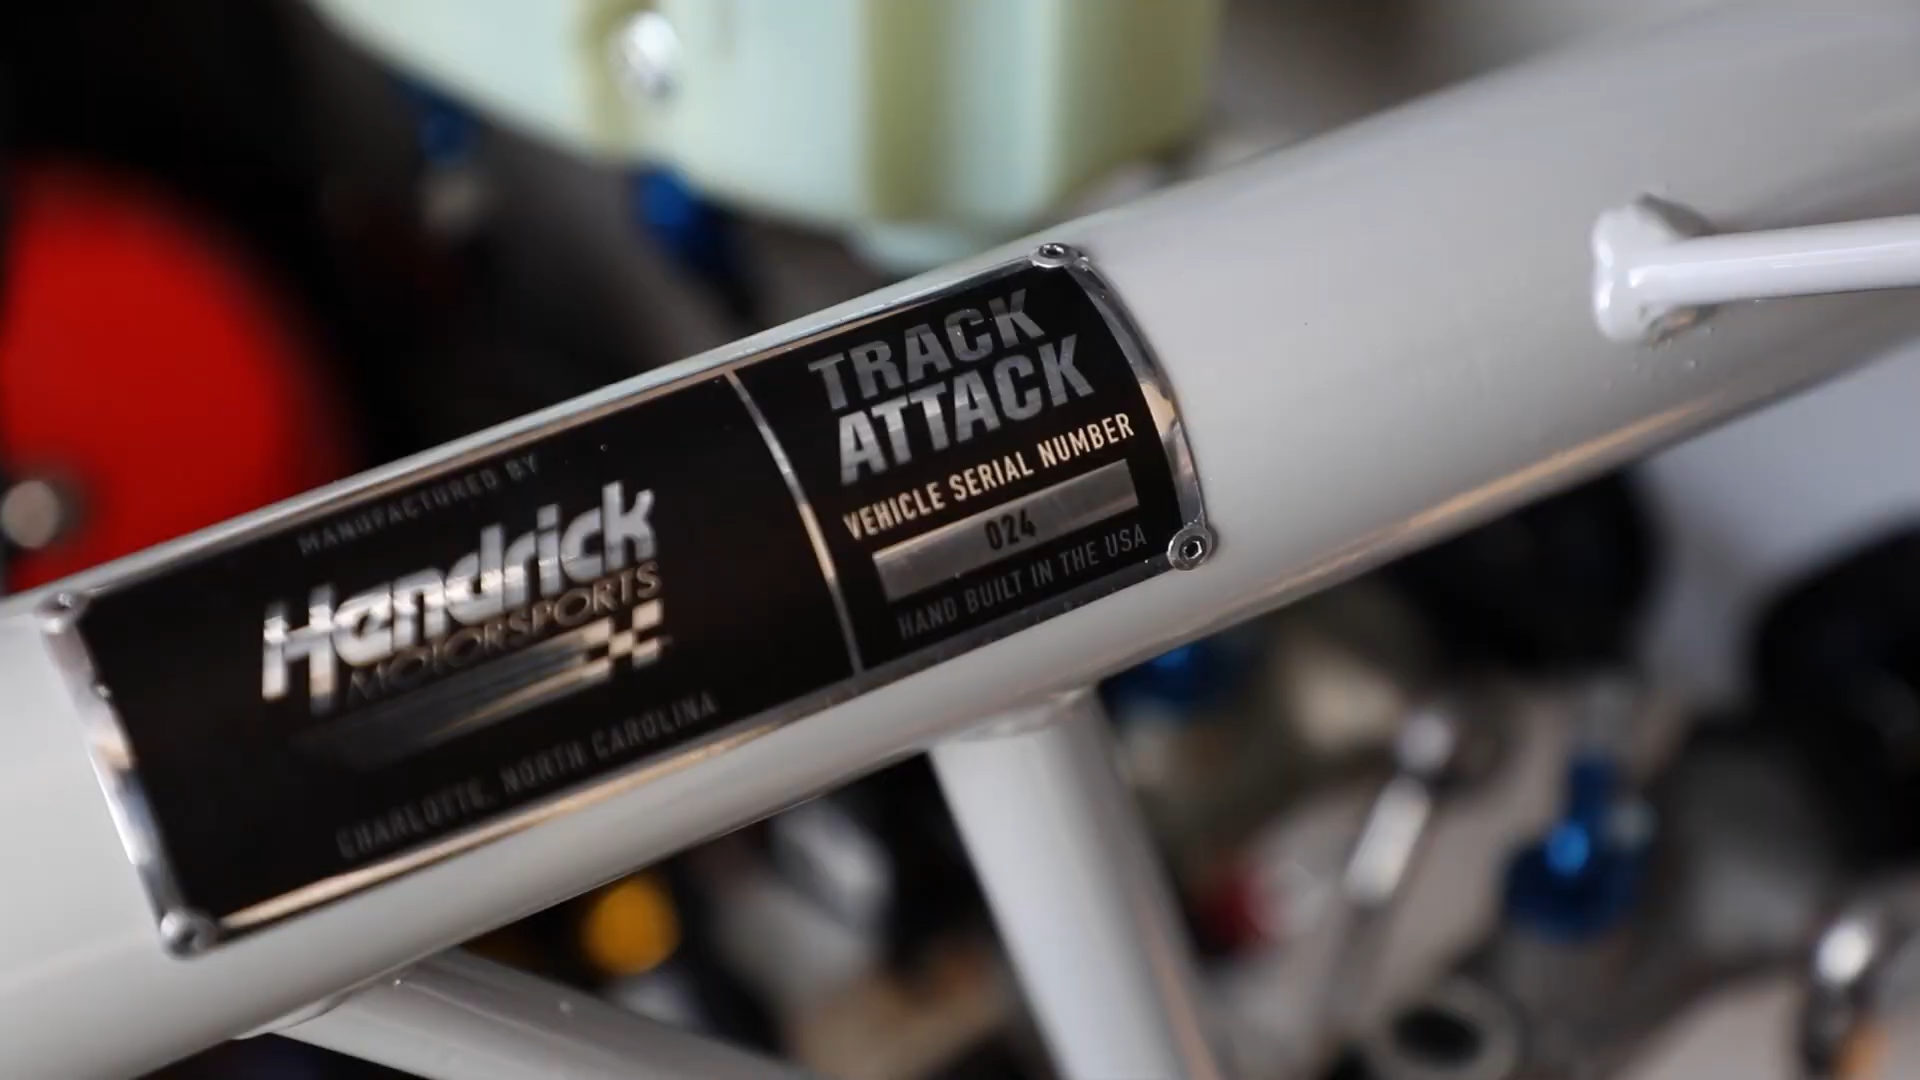 MANUFACTURED BY
Hendrick
MOTORSPORTS
CHARLOTTE, NORTH CAROLINA
TRACK
ATTACK
VEHICLE SERIAL NUMBER
024
HAND BUILT IN THE USA